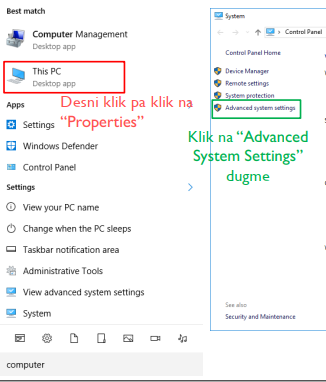 Best match
Computer Management
Desktop app
This PC
Desktop app
Apps
Desni klik pa klik na
“Properties”
Settings
Windows Defender
Control Panel
Settings
View your PC name
Change when the PC sleeps
Taskbar notification area
Administrative Tools
View advanced system settings
System
computer
System
Control Panel
Control Panel Home
Device Manager
Remote settings
System protection
Advanced system settings
Klik na “Advanced
System Settings”
dugme
See also
Security and Maintenance